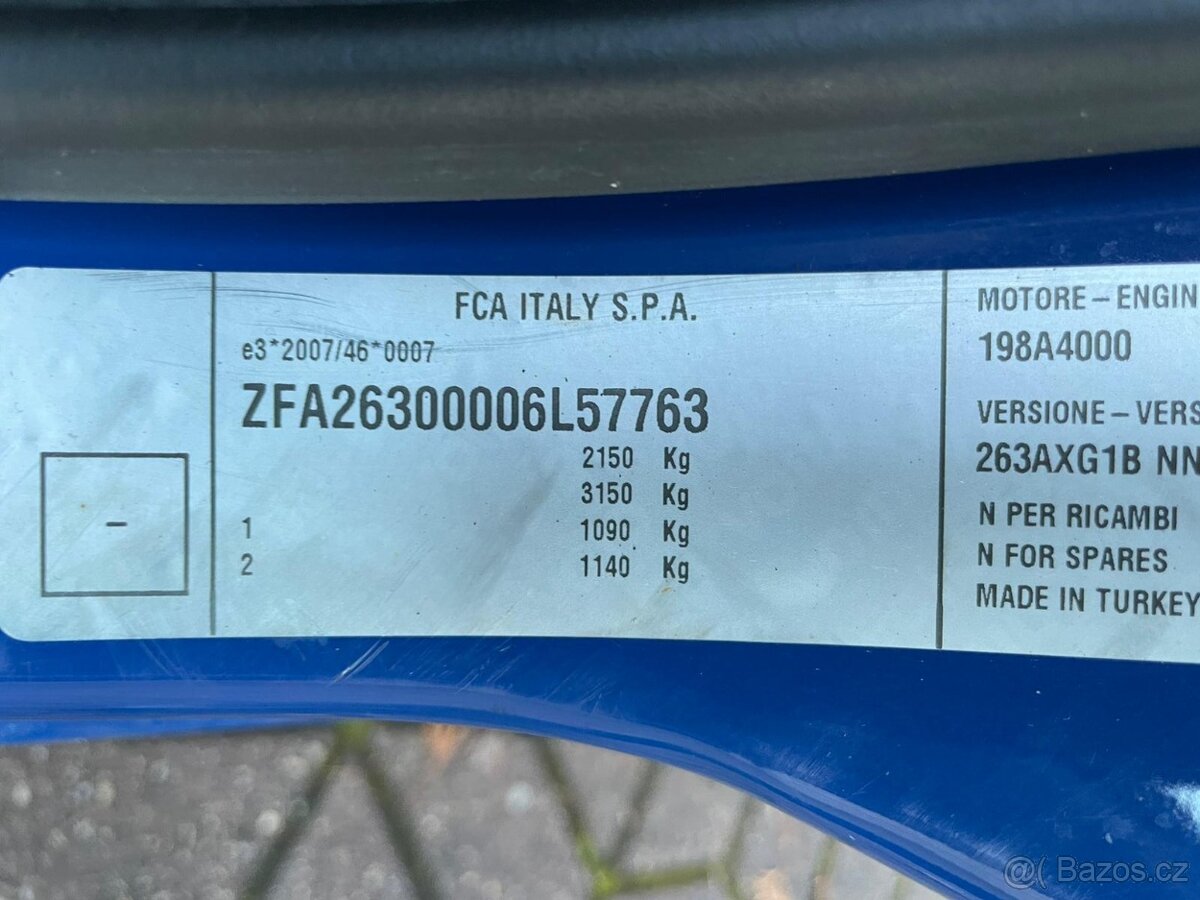 FCA ITALY S.P.A.
e3*2007/46*0007
ZFA26300006L57763
2150 Kg
3150 Kg
1 1090 Kg
2 1140 Kg
-
MOTORE – ENGIN
198A4000
VERSIONE – VERS
263AXG1B NN
N PER RICAMBI
N FOR SPARES
MADE IN TURKEY
@( Bazos.cz